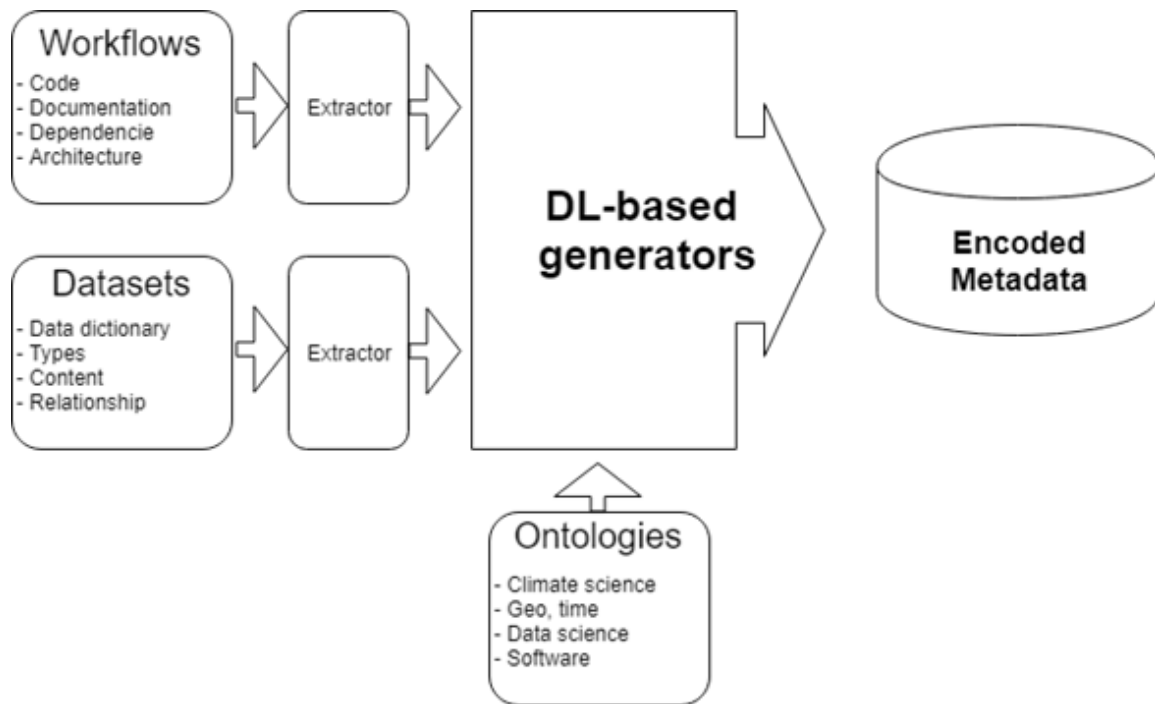 Workflows
- Code
- Documentation
- Dependencie
- Architecture
Extractor
Datasets
- Data dictionary
- Types
- Content
- Relationship
Extractor
DL-based
generators
Encoded
Metadata
Ontologies
- Climate science
- Geo, time
- Data science
- Software